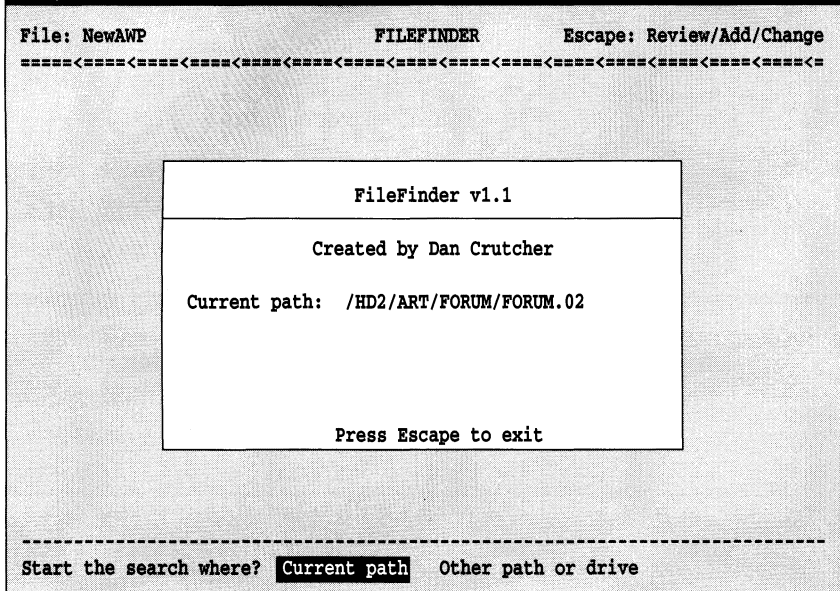 File: NewAWP FILEFINDER Escape: Review/Add/Change
=====<====<====<====<====<====<====<====<====<====<====<====<====<====<====<=
FileFinder v1.1
Created by Dan Crutcher
Current path: /HD2/ART/FORUM/FORUM.02
Press Escape to exit
--------------------------------------------------------------------------------
Start the search where? Current path Other path or drive